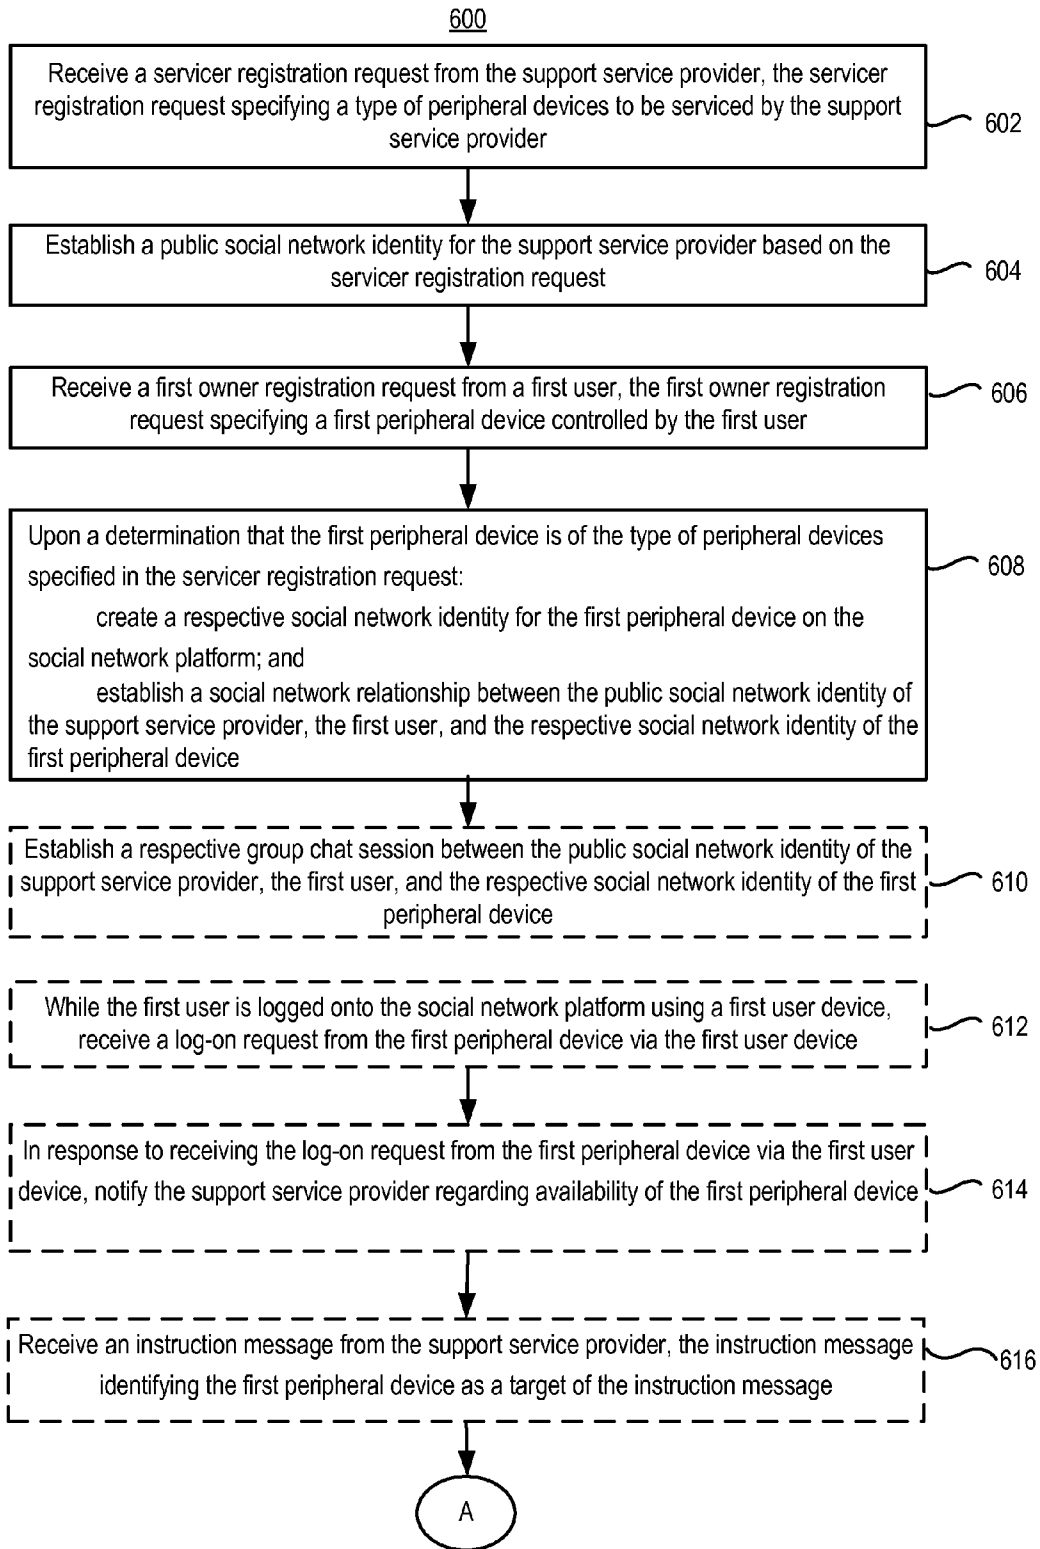 600
Receive a servicer registration request from the support service provider, the servicer
registration request specifying a type of peripheral devices to be serviced by the support
service provider
602
Establish a public social network identity for the support service provider based on the
servicer registration request
604
Receive a first owner registration request from a first user, the first owner registration
request specifying a first peripheral device controlled by the first user
606
Upon a determination that the first peripheral device is of the type of peripheral devices
specified in the servicer registration request:
create a respective social network identity for the first peripheral device on the
social network platform; and
establish a social network relationship between the public social network identity of
the support service provider, the first user, and the respective social network identity of the
first peripheral device
608
Establish a respective group chat session between the public social network identity of the
support service provider, the first user, and the respective social network identity of the first
peripheral device
610
While the first user is logged onto the social network platform using a first user device,
receive a log-on request from the first peripheral device via the first user device
612
In response to receiving the log-on request from the first peripheral device via the first user
device, notify the support service provider regarding availability of the first peripheral device
614
Receive an instruction message from the support service provider, the instruction message
identifying the first peripheral device as a target of the instruction message
616
A